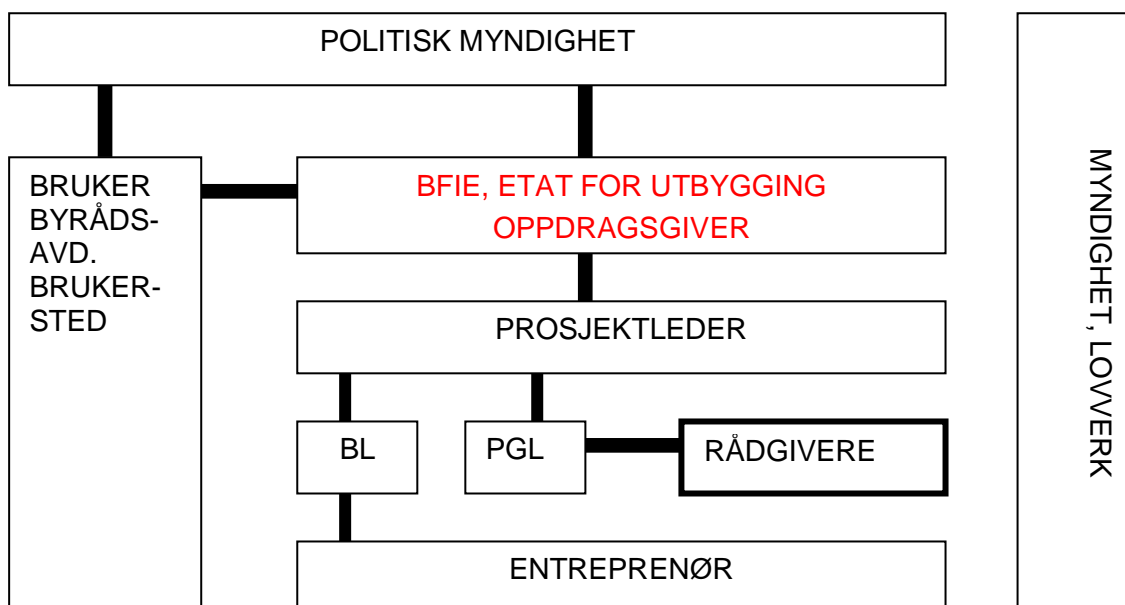 POLITISK MYNDIGHET
BRUKER
BYRÅDS-
AVD.
BRUKER-
STED
BFIE, ETAT FOR UTBYGGING
OPPDRAGSGIVER
PROSJEKTLEDER
BL
PGL
RÅDGIVERE
ENTREPRENØR
MYNDIGHET, LOVVERK